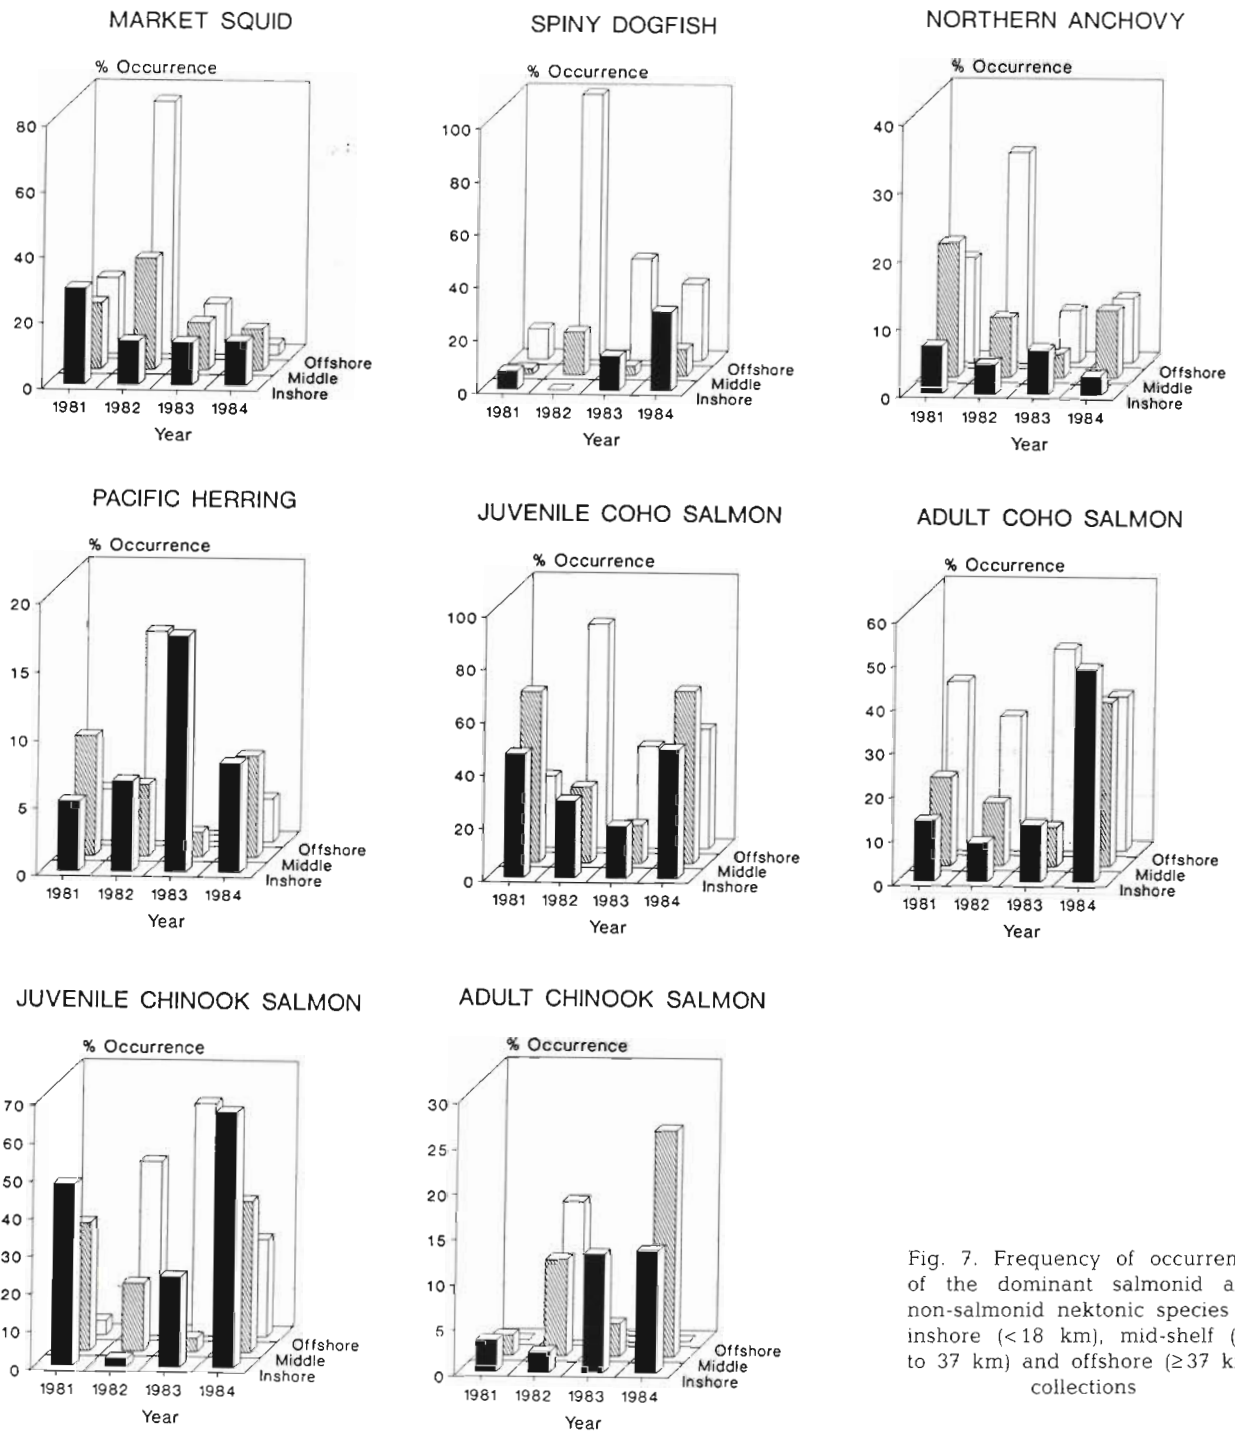 MARKET SQUID
% Occurrence
80
60
40
20
0
1981 1982 1983 1984
Year
Offshore
Middle
Inshore
SPINY DOGFISH
% Occurrence
100
80
60
40
20
0
1981 1982 1983 1984
Year
Offshore
Middle
Inshore
NORTHERN ANCHOVY
% Occurrence
40
30
20
10
0
1981 1982 1983 1984
Year
Offshore
Middle
Inshore
PACIFIC HERRING
% Occurrence
20
15
10
5
0
1981 1982 1983 1984
Year
Offshore
Middle
Inshore
JUVENILE COHO SALMON
% Occurrence
100
80
60
40
20
0
1981 1982 1983 1984
Year
Offshore
Middle
Inshore
ADULT COHO SALMON
% Occurrence
60
50
40
30
20
10
0
1981 1982 1983 1984
Year
Offshore
Middle
Inshore
JUVENILE CHINOOK SALMON
% Occurrence
70
60
50
40
30
20
10
0
1981 1982 1983 1984
Year
Offshore
Middle
Inshore
ADULT CHINOOK SALMON
% Occurrence
30
25
20
15
10
5
0
1981 1982 1983 1984
Year
Offshore
Middle
Inshore
Fig. 7. Frequency of occurren
of the dominant salmonid a
non-salmonid nektonic species
inshore (<18 km), mid-shelf (
to 37 km) and offshore (≥37 k
collections